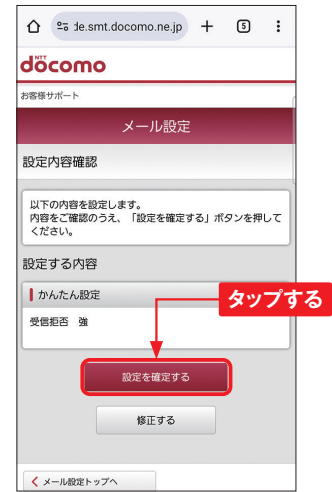 de.smt.docomo.ne.jp
5
NTT
döcomo
お客様サポート
メール設定
設定内容確認
以下の内容を設定します。
内容をご確認のうえ、「設定を確定する」ボタンを押して
ください。
設定する内容
かんたん設定
タップする
受信拒否 強
設定を確定する
修正する
メール設定トップへ